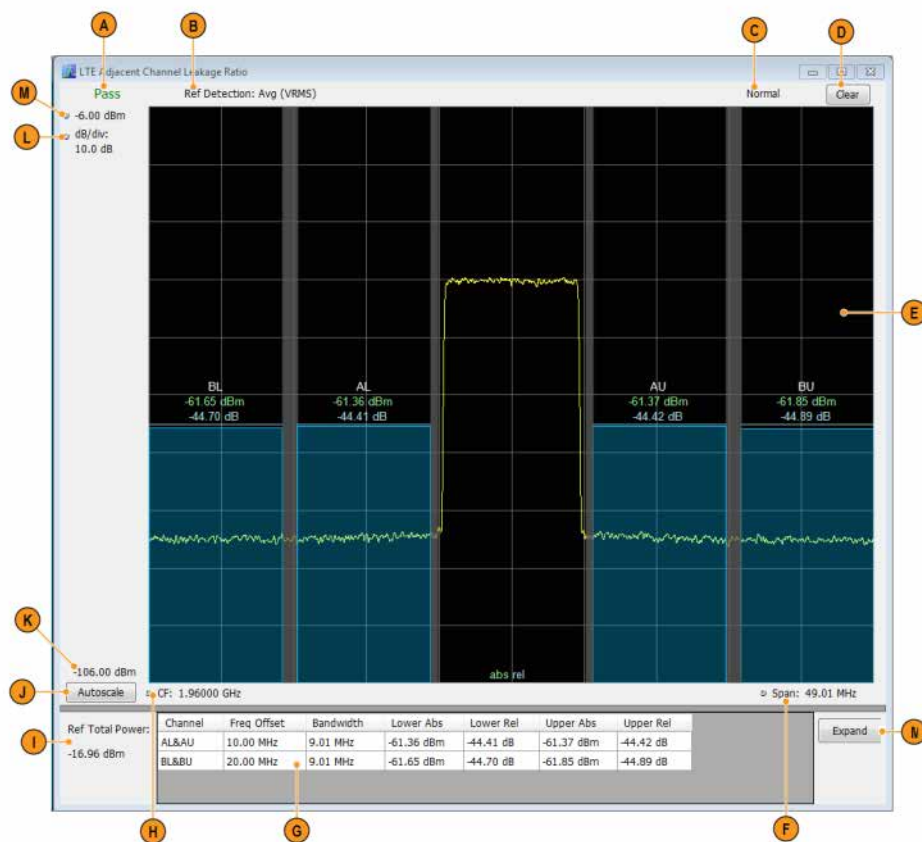 A
B
C
D
LTE Adjacent Channel Leakage Ratio
Pass
Ref Detection: Avg (VRMS)
Normal
Clear
M
-6.00 dBm
L
dB/div:
10.0 dB
E
BL
-61.65 dBm
-44.70 dB
AL
-61.36 dBm
-44.41 dB
AU
-61.37 dBm
-44.42 dB
BU
-61.85 dBm
-44.89 dB
K
-106.00 dBm
abs rel
J
Autoscale
CF: 1.96000 GHz
Span: 49.01 MHz
Ref Total Power:
I
-16.96 dBm
Channel Freq Offset Bandwidth Lower Abs Lower Rel Upper Abs Upper Rel
AL&AU 10.00 MHz 9.01 MHz -61.36 dBm -44.41 dB -61.37 dBm -44.42 dB
BL&BU 20.00 MHz 9.01 MHz -61.65 dBm -44.70 dB -61.85 dBm -44.89 dB
Expand
N
H
G
F